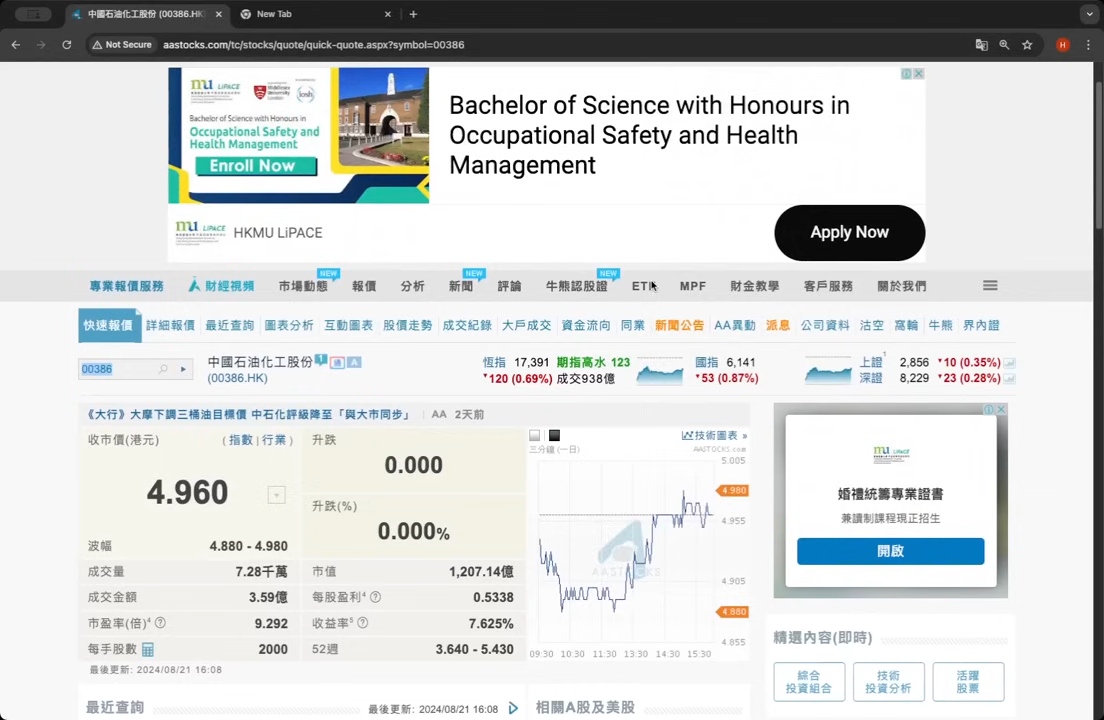 中國石油化工股份 (00386.HK)
New Tab
Not Secure
aastocks.com/tc/stocks/quote/quick-quote.aspx?symbol=00386
H
mu LiPACE
Middlesex University London
iosh
Bachelor of Science with Honours in
Occupational Safety and
Health Management
Enroll Now
Bachelor of Science with Honours in
Occupational Safety and Health
Management
mu LiPACE
HKMU LiPACE
Apply Now
NEW
NEW
NEW
專業報價服務 財經視頻 市場動態 報價 分析 新聞 評論 牛熊認股證 ETF MPF 財金教學 客戶服務 關於我們
快速報價 詳細報價 最近查詢 圖表分析 互動圖表 股價走勢 成交紀錄 大戶成交 資金流向 同業 新聞公告 AA異動 派息 公司資料 沽空 窩輪 牛熊 界內證
00386
中國石油化工股份 1 通 A
(00386.HK)
恆指 17,391 期指高水 123
▼120 (0.69%) 成交938億
國指 6,141
▼53 (0.87%)
上證 1 2,856 ▼10 (0.35%)
深證 8,229 ▼23 (0.28%)
《大行》大摩下調三桶油目標價 中石化評級降至「與大市同步」 | AA 2天前
收市價(港元) ( 指數 | 行業 )
4.960
升跌
0.000
升跌(%)
0.000%
波幅 4.880 - 4.980
成交量 7.28千萬
市值 1,207.14億
成交金額 3.59億
每股盈利4 0.5338
市盈率(倍)4 9.292
收益率5 7.625%
每手股數 2000
52週 3.640 - 5.430
最後更新: 2024/08/21 16:08
技術圖表 »
三分鐘 (一日)
AASTOCKS.com
AASTOCKS
5.005
4.980
4.955
4.905
4.880
4.855
09:30 10:30 11:30 13:30 14:30 15:30
婚禮統籌專業證書
兼讀制課程現正招生
開啟
精選內容(即時)
綜合
投資組合
技術
投資分析
活躍
股票
最近查詢 最後更新: 2024/08/21 16:08
相關A股及美股